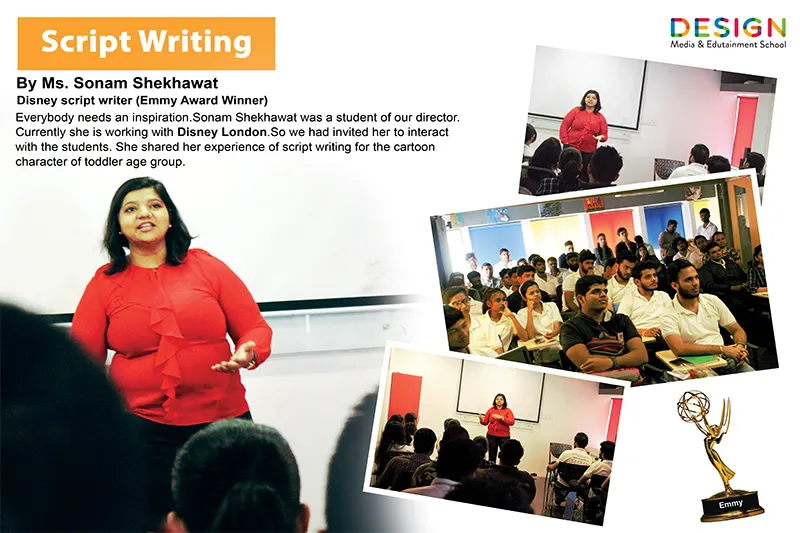 Script Writing
DESIGN
Media & Edutainment School
By Ms. Sonam Shekhawat
Disney script writer (Emmy Award Winner)
Everybody needs an inspiration.Sonam Shekhawat was a student of our director.
Currently she is working with Disney London.So we had invited her to interact
with the students. She shared her experience of script writing for the cartoon
character of toddler age group.
Emmy